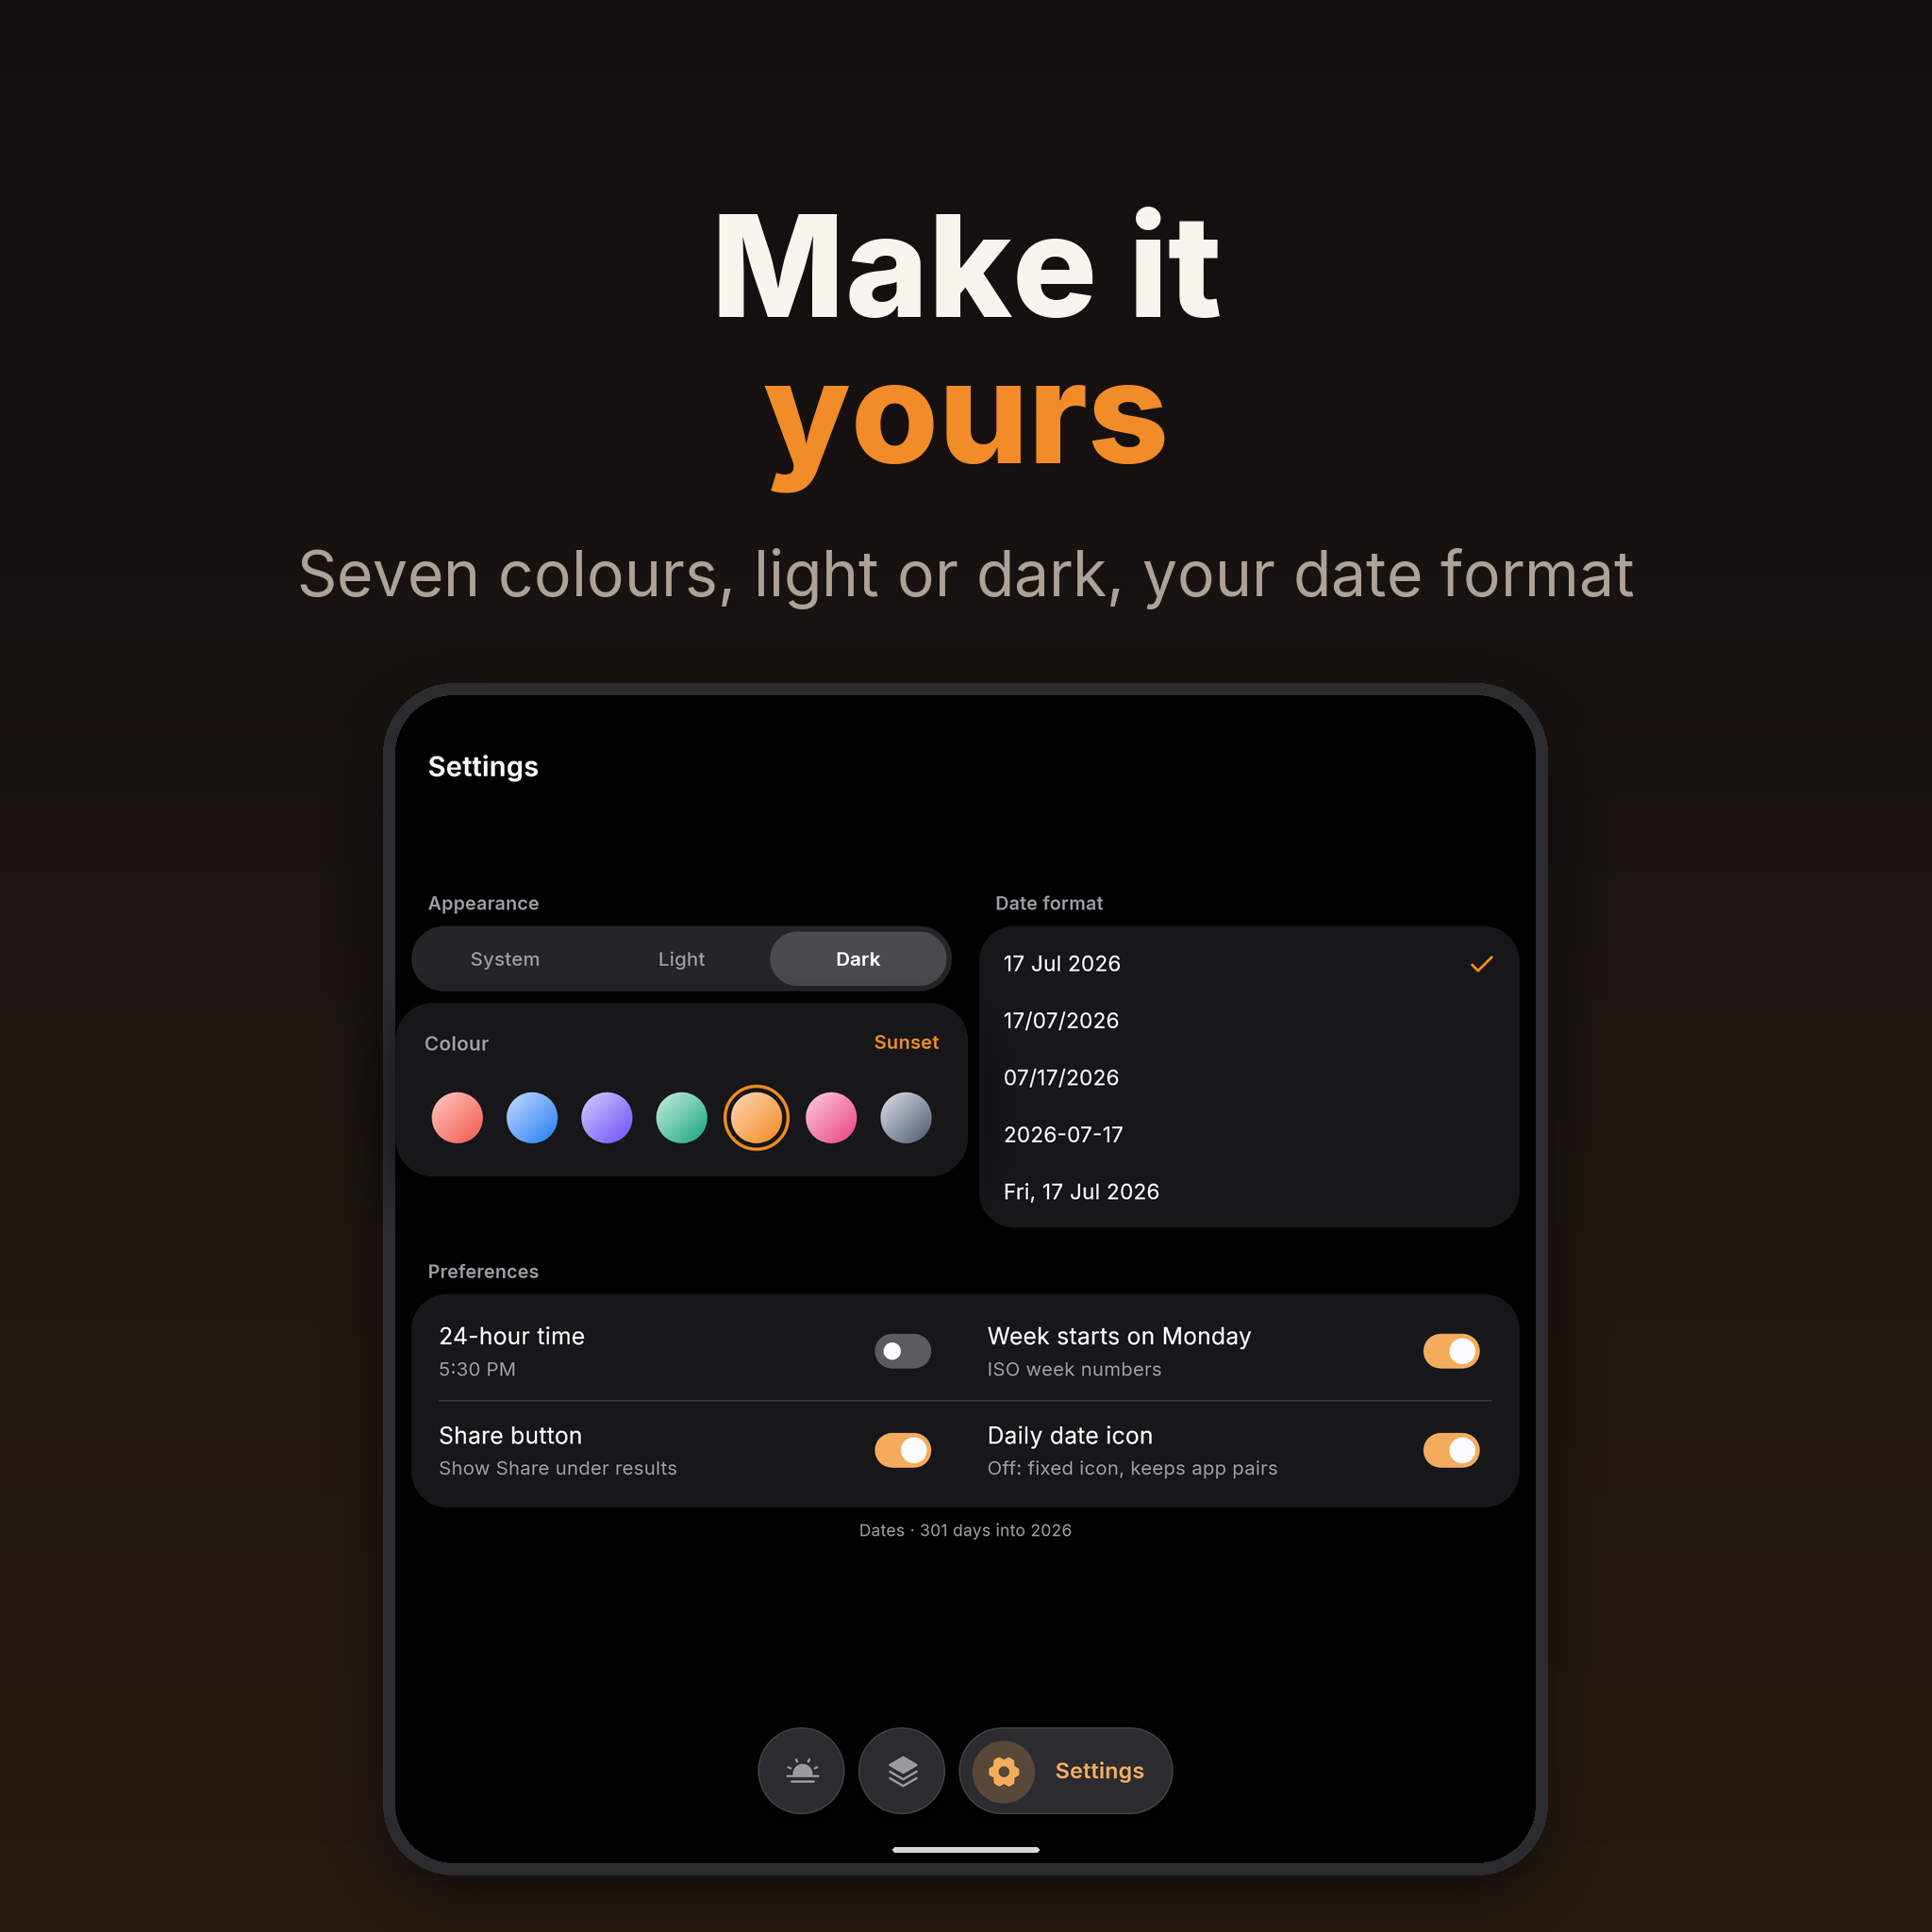 Make it
yours
Seven colours, light or dark, your date format
Settings
Appearance
System Light Dark
Colour Sunset
Date format
17 Jul 2026
17/07/2026
07/17/2026
2026-07-17
Fri, 17 Jul 2026
Preferences
24-hour time
5:30 PM
Week starts on Monday
ISO week numbers
Share button
Show Share under results
Daily date icon
Off: fixed icon, keeps app pairs
Dates · 301 days into 2026
Settings